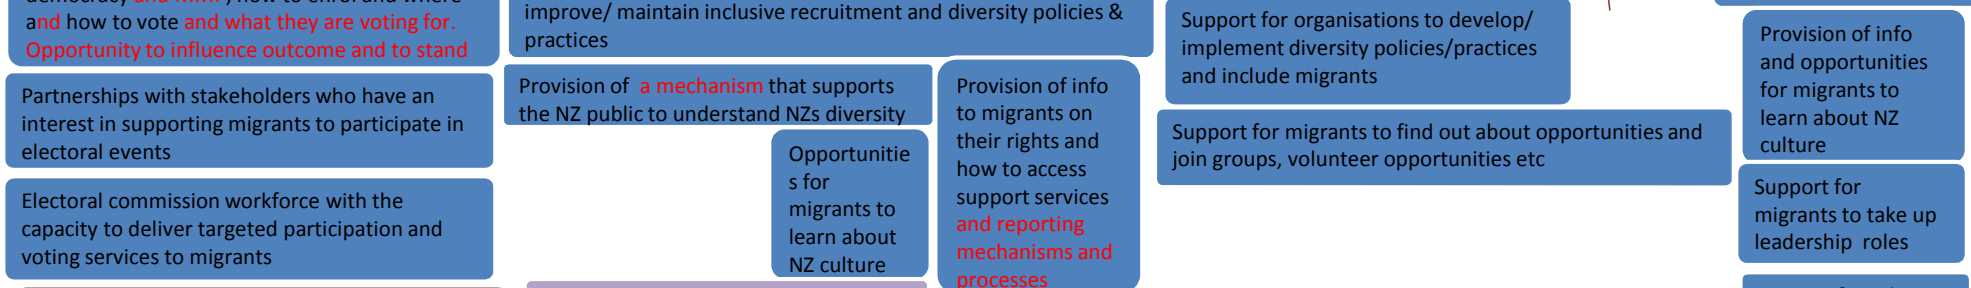 and how to vote and what they are voting for.
Opportunity to influence outcome and to stand
Partnerships with stakeholders who have an
interest in supporting migrants to participate in
electoral events
Electoral commission workforce with the
capacity to deliver targeted participation and
voting services to migrants
improve/ maintain inclusive recruitment and diversity policies &
practices
Provision of a mechanism that supports
the NZ public to understand NZs diversity
Opportunitie
s for
migrants to
learn about
NZ culture
Provision of info
to migrants on
their rights and
how to access
support services
and reporting
mechanisms and
processes
Support for organisations to develop/
implement diversity policies/practices
and include migrants
Support for migrants to find out about opportunities and
join groups, volunteer opportunities etc
Provision of info
and opportunities
for migrants to
learn about NZ
culture
Support for
migrants to take up
leadership roles